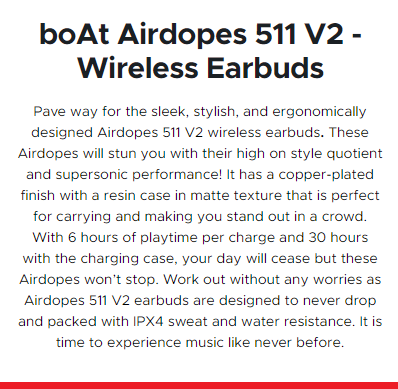 boAt Airdopes 511 V2 -
Wireless Earbuds
Pave way for the sleek, stylish, and ergonomically
designed Airdopes 511 V2 wireless earbuds. These
Airdopes will stun you with their high on style quotient
and supersonic performance! It has a copper-plated
finish with a resin case in matte texture that is perfect
for carrying and making you stand out in a crowd.
With 6 hours of playtime per charge and 30 hours
with the charging case, your day will cease but these
Airdopes won’t stop. Work out without any worries as
Airdopes 511 V2 earbuds are designed to never drop
and packed with IPX4 sweat and water resistance. It is
time to experience music like never before.